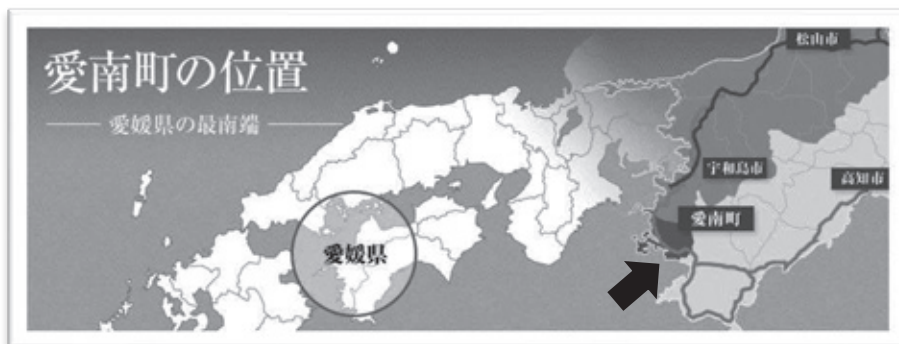 愛南町の位置
愛媛県の最南端
愛媛県
松山市
宇和島市
高知市
愛南町